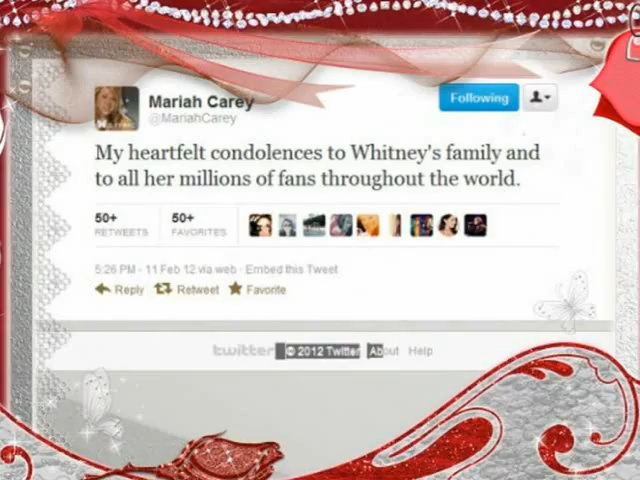 Mariah Carey
@MariahCarey
Following
My heartfelt condolences to Whitney's family and
to all her millions of fans throughout the world.
50+ 50+
RETWEETS FAVORITES
5:26 PM - 11 Feb 12 via web · Embed this Tweet
Reply Retweet Favorite
twitter © 2012 Twitter About Help